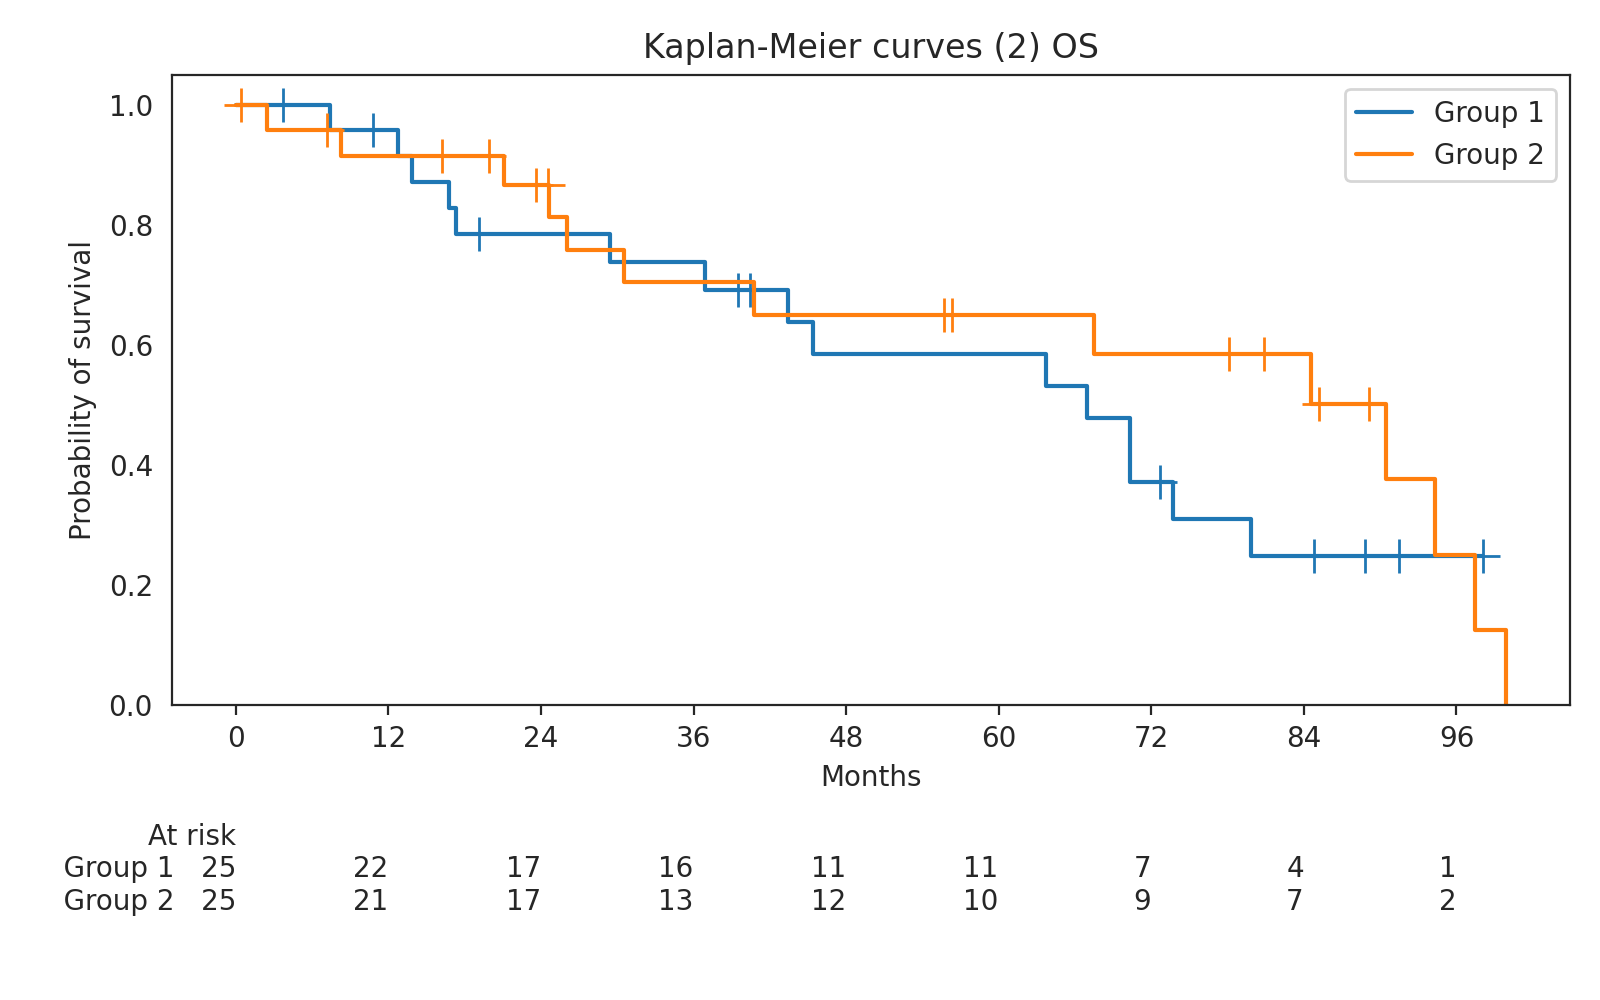 Kaplan-Meier curves (2) OS
Group 1
Group 2
Probability of survival
1.0
0.8
0.6
0.4
0.2
0.0
0 12 24 36 48 60 72 84 96
Months
At risk
Group 1 25 22 17 16 11 11 7 4 1
Group 2 25 21 17 13 12 10 9 7 2